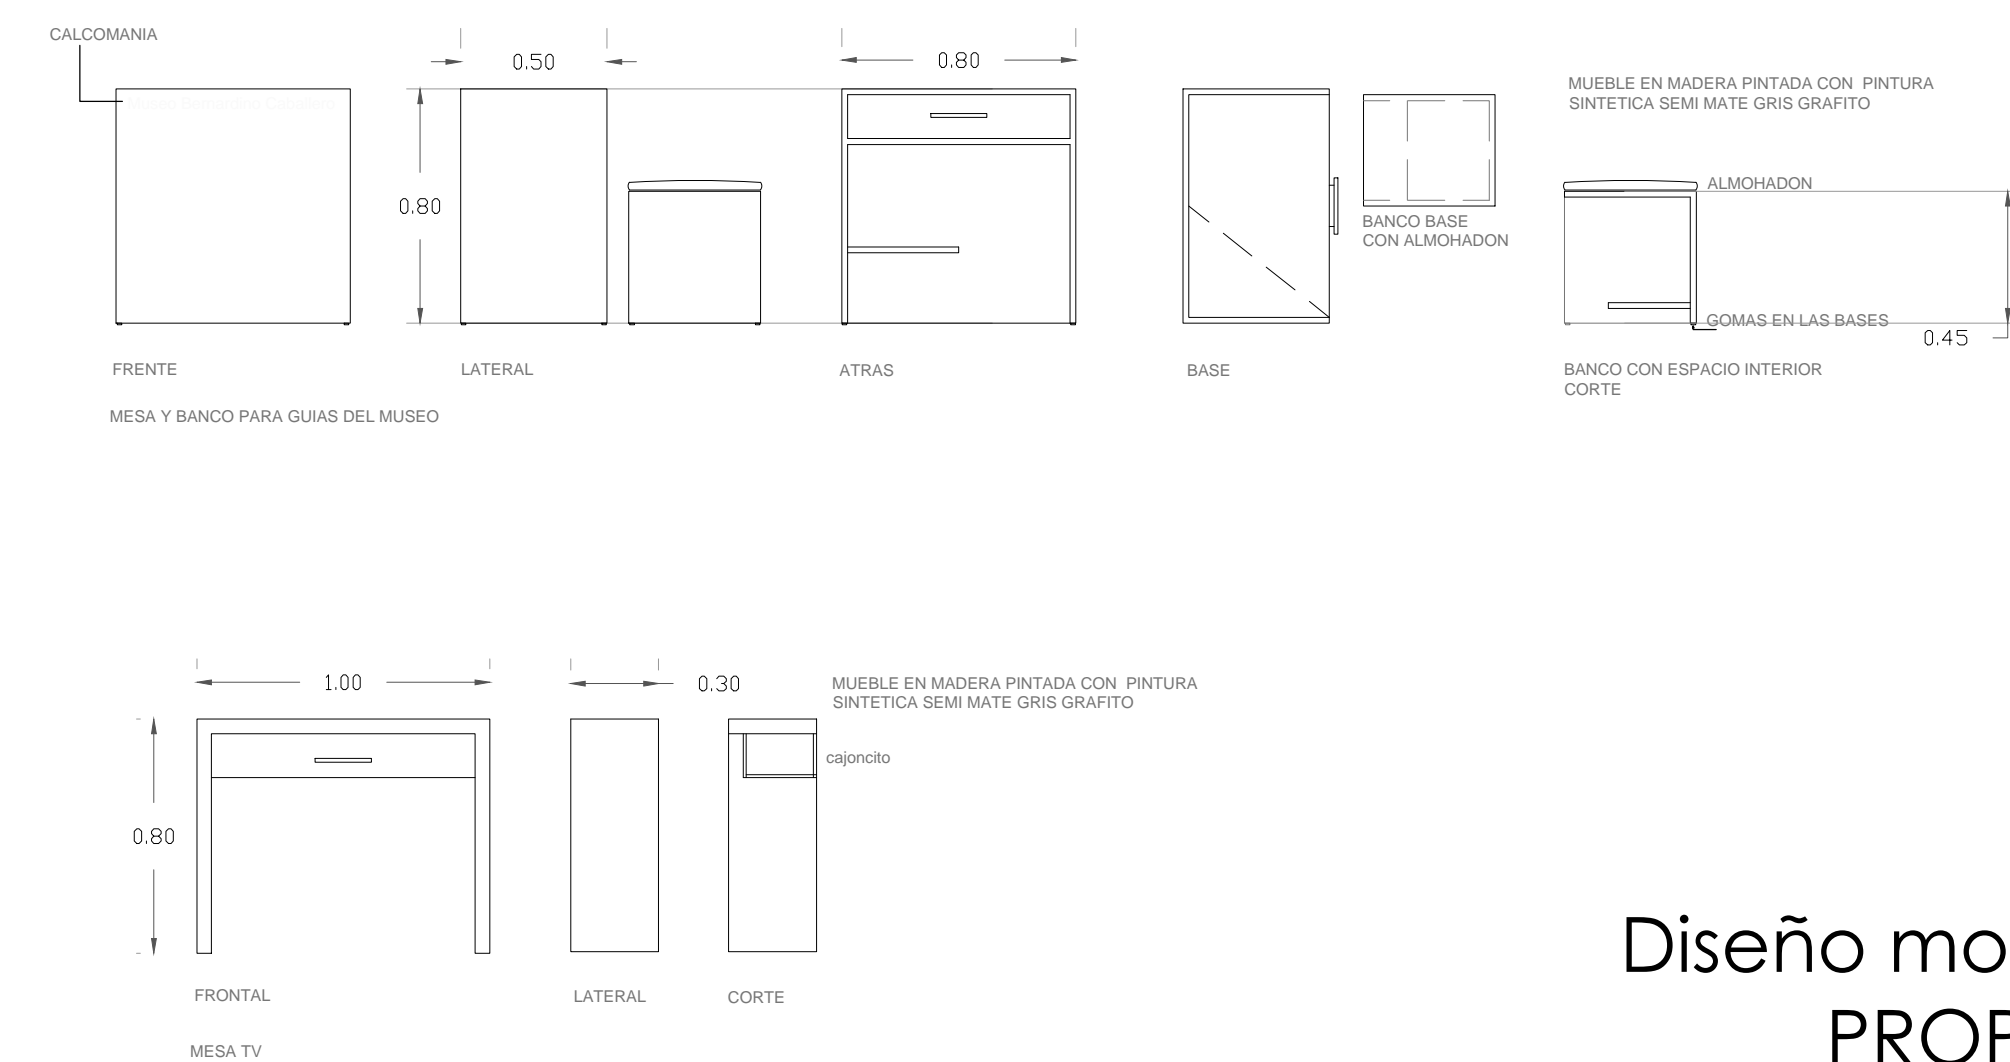 CALCOMANIA
Museo Bernardino Caballero
0.50
0.80
0.80
MUEBLE EN MADERA PINTADA CON PINTURA
SINTETICA SEMI MATE GRIS GRAFITO
BANCO BASE
CON ALMOHADON
ALMOHADON
GOMAS EN LAS BASES
0.45
FRENTE
LATERAL
ATRAS
BASE
BANCO CON ESPACIO INTERIOR
CORTE
MESA Y BANCO PARA GUIAS DEL MUSEO
1.00
0.30
MUEBLE EN MADERA PINTADA CON PINTURA
SINTETICA SEMI MATE GRIS GRAFITO
cajoncito
0.80
FRONTAL
LATERAL
CORTE
MESA TV
Diseño mo
PROP